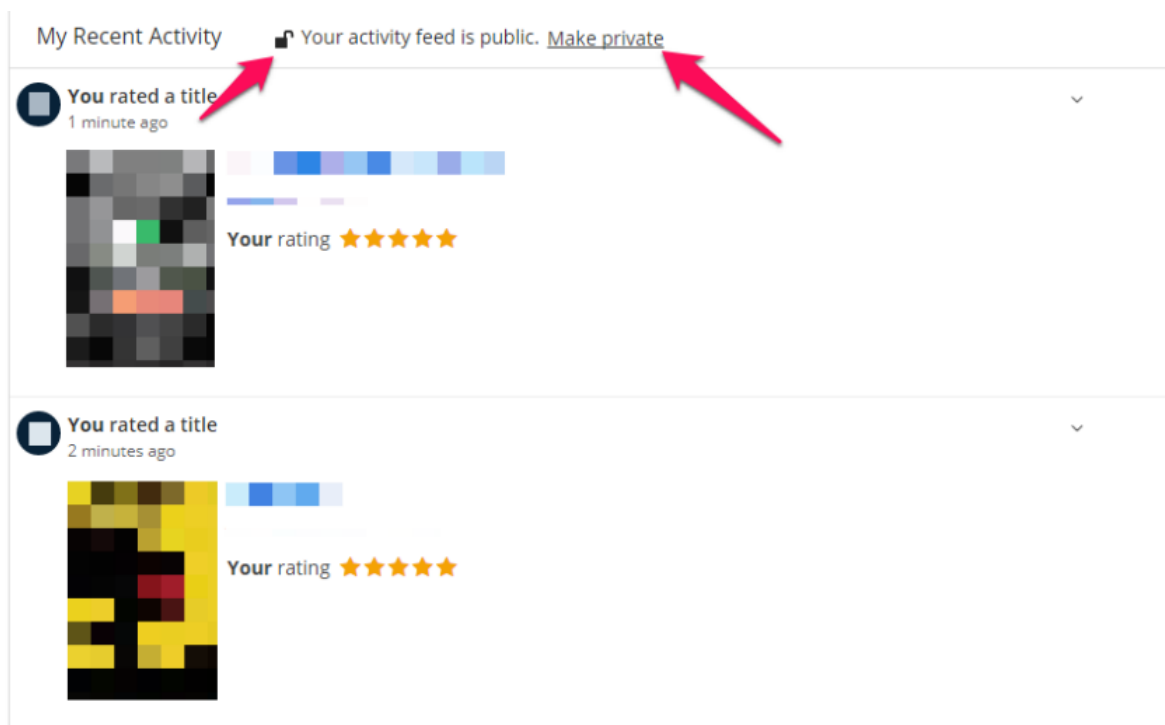 My Recent Activity Your activity feed is public. Make private
You rated a title
1 minute ago
Your rating
You rated a title
2 minutes ago
Your rating